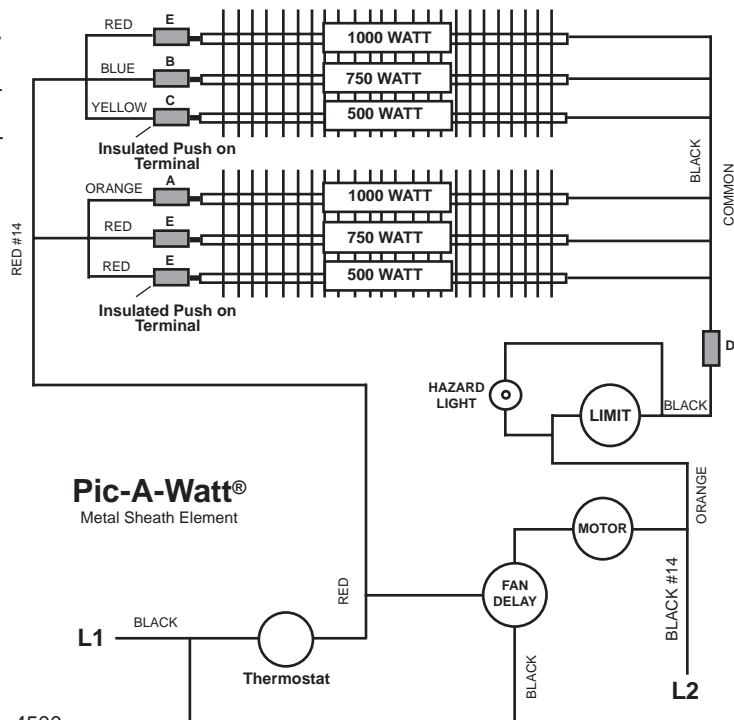 RED
E
1000 WATT
BLUE
B
750 WATT
YELLOW
C
500 WATT
Insulated Push on
Terminal
BLACK
COMMON
ORANGE
A
1000 WATT
RED
E
750 WATT
RED #14
RED
E
500 WATT
Insulated Push on
Terminal
D
HAZARD
LIGHT
LIMIT
BLACK
Pic-A-Watt®
Metal Sheath Element
ORANGE
MOTOR
RED
FAN
DELAY
BLACK #14
L1
BLACK
Thermostat
BLACK
L2